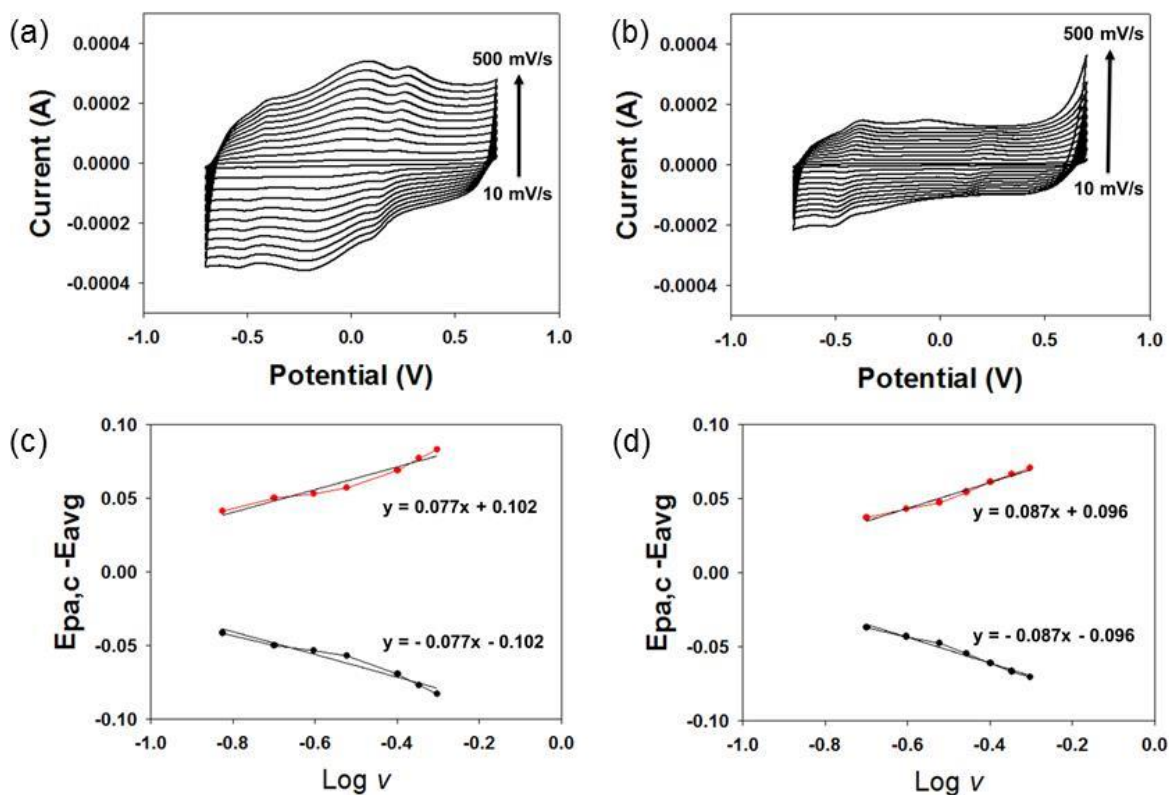 (a)
0.0004
0.0002
0.0000
-0.0002
-0.0004
Current (A)
500 mV/s
10 mV/s
-1.0 -0.5 0.0 0.5 1.0
Potential (V)
(b)
0.0004
0.0002
0.0000
-0.0002
-0.0004
Current (A)
500 mV/s
10 mV/s
-1.0 -0.5 0.0 0.5 1.0
Potential (V)
(c)
0.10
0.05
0.00
-0.05
-0.10
Epa,c -Eavg
y = 0.077x + 0.102
y = - 0.077x - 0.102
-1.0 -0.8 -0.6 -0.4 -0.2 0.0
Log v
(d)
0.10
0.05
0.00
-0.05
-0.10
Epa,c -Eavg
y = 0.087x + 0.096
y = -0.087x - 0.096
-1.0 -0.8 -0.6 -0.4 -0.2 0.0
Log v